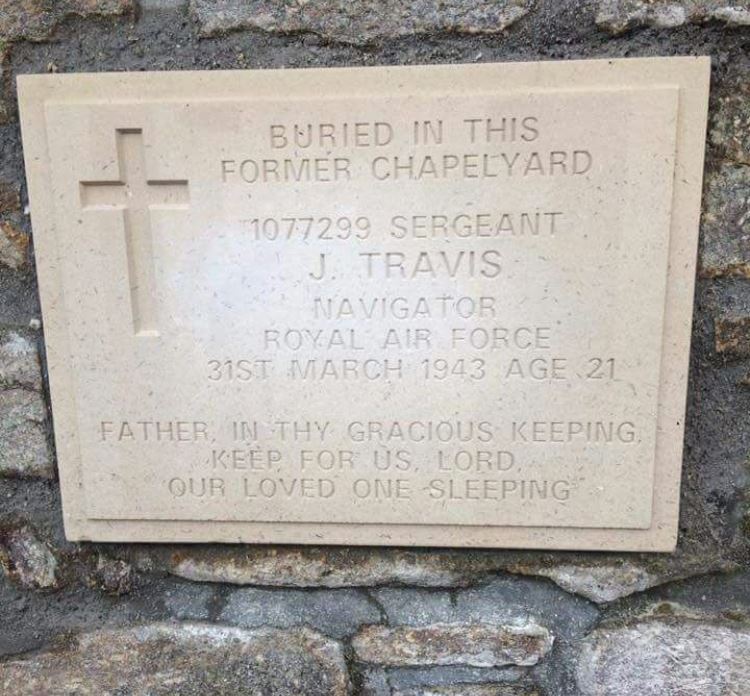 BURIED IN THIS
FORMER CHAPELYARD
1077299 SERGEANT
J. TRAVIS
NAVIGATOR
ROYAL AIR FORCE
31ST MARCH 1943 AGE 21
FATHER, IN THY GRACIOUS KEEPING,
KEEP FOR US, LORD,
OUR LOVED ONE SLEEPING